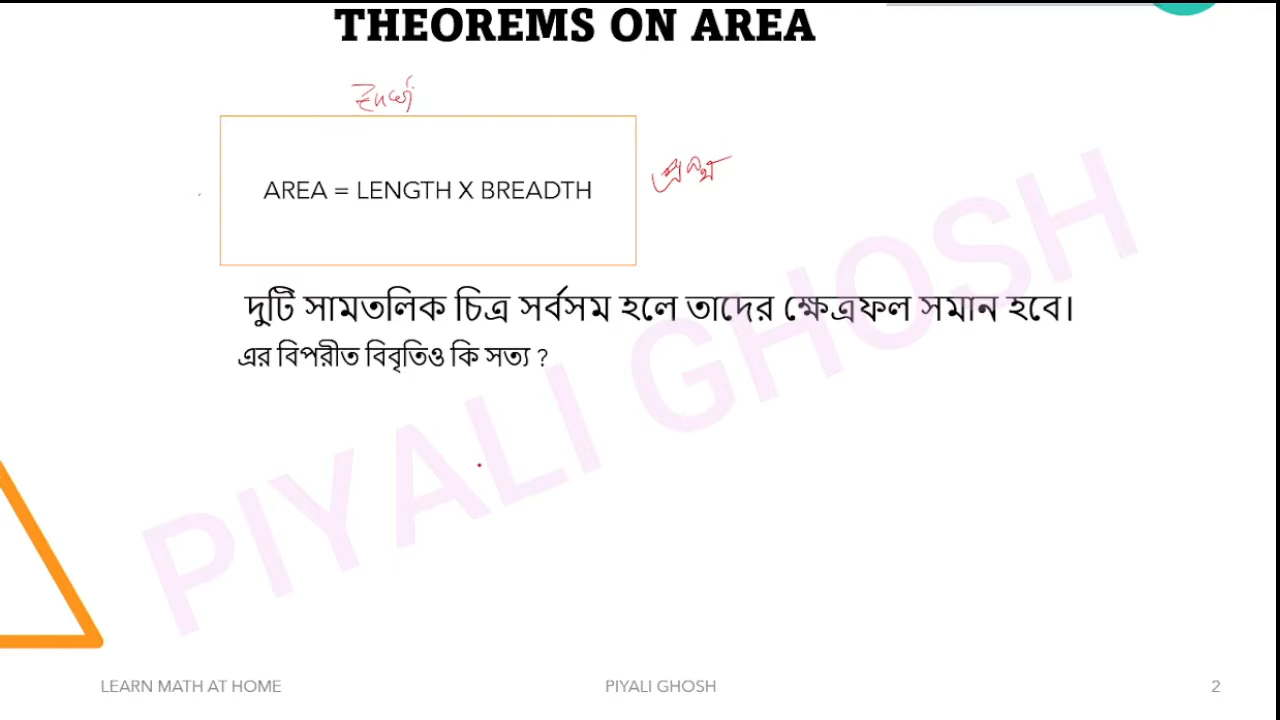 THEOREMS ON AREA
দৈর্ঘ্য
AREA = LENGTH X BREADTH
প্রস্থ
দুটি সামতলিক চিত্র সর্বসম হলে তাদের ক্ষেত্রফল সমান হবে।
এর বিপরীত বিবৃতিও কি সত্য ?
PIYALI GHOSH
LEARN MATH AT HOME PIYALI GHOSH 2